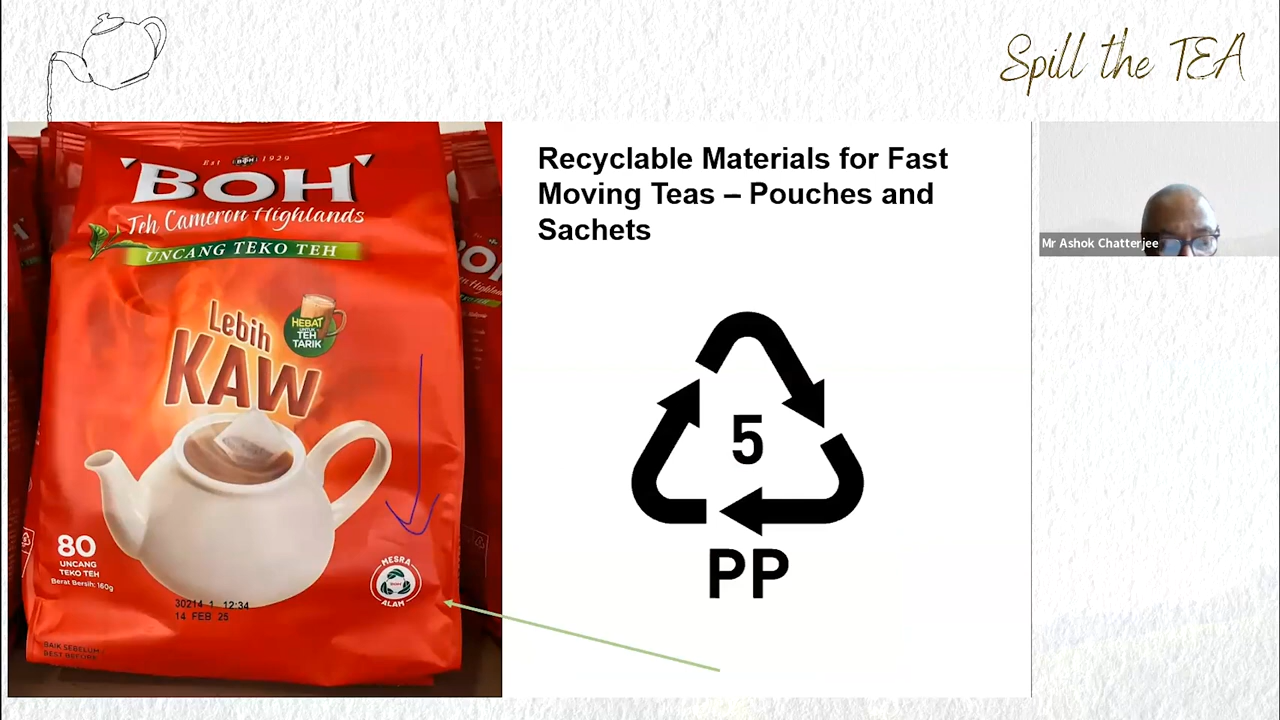 Spill the TEA
Est BOH 1929
BOH
Teh Cameron Highlands
UNCANG TEKO TEH
Lebih
KAW
HEBAT
UNTUK
TEH
TARIK
80
UNCANG
TEKO TEH
Berat Bersih: 160g
30214 1 12:34
14 FEB 25
BAIK SEBELUM/
BEST BEFORE
MESRA
BOH
ALAM
Recyclable Materials for Fast
Moving Teas – Pouches and
Sachets
5
PP
Mr Ashok Chatterjee